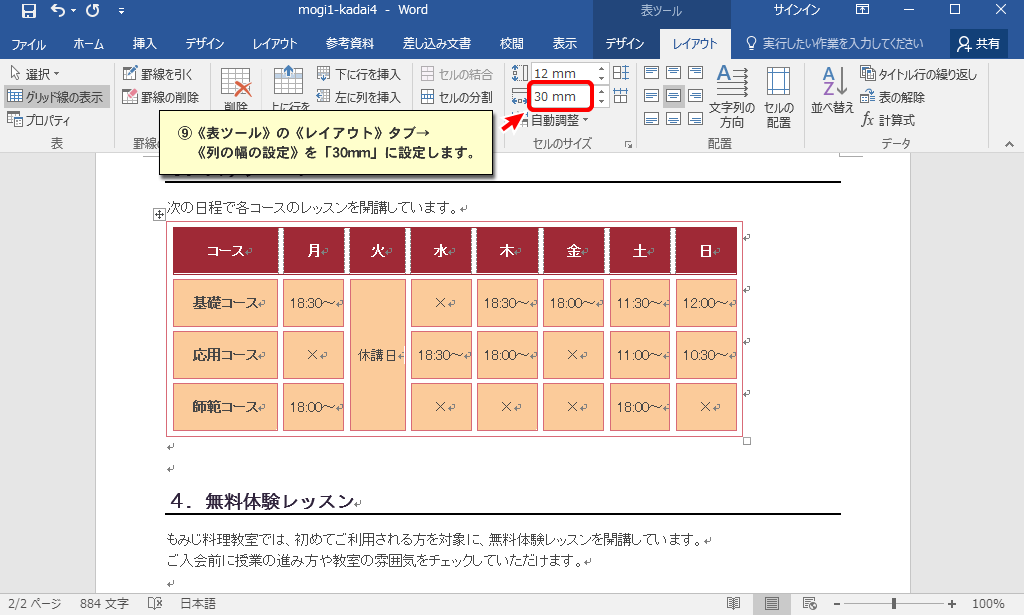 mogi1-kadai4 - Word
表ツール
サインイン
ファイル ホーム 挿入 デザイン レイアウト 参考資料 差し込み文書 校閲 表示 デザイン レイアウト 実行したい作業を入力してください 共有
選択
グリッド線の表示
プロパティ
表
罫線を引く
罫線の削除
削除
上に行を
下に行を挿入
左に列を挿入
セルの結合
セルの分割
12 mm
30 mm
自動調整
セルのサイズ
文字列の
方向
セルの
配置
配置
並べ替え
タイトル行の繰り返し
表の解除
計算式
データ
⑨《表ツール》の《レイアウト》タブ→
《列の幅の設定》を「30mm」に設定します。
次の日程で各コースのレッスンを開講しています。
コース 月 火 水 木 金 土 日
基礎コース 18:30～ 休講日 × 18:30～ 18:00～ 11:30～ 12:00～
応用コース × 18:30～ 18:00～ × 11:00～ 10:30～
師範コース 18:00～ × × × 18:00～ ×
４．無料体験レッスン
もみじ料理教室では、初めてご利用される方を対象に、無料体験レッスンを開講しています。
ご入会前に授業の進み方や教室の雰囲気をチェックしていただけます。
2/2 ページ 884 文字 日本語 100%